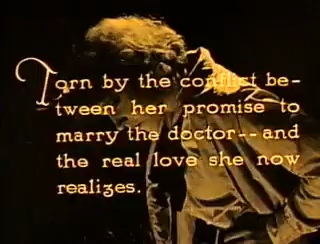 Torn by the conflict be-
tween her promise to
marry the doctor--and
the real love she now
realizes.